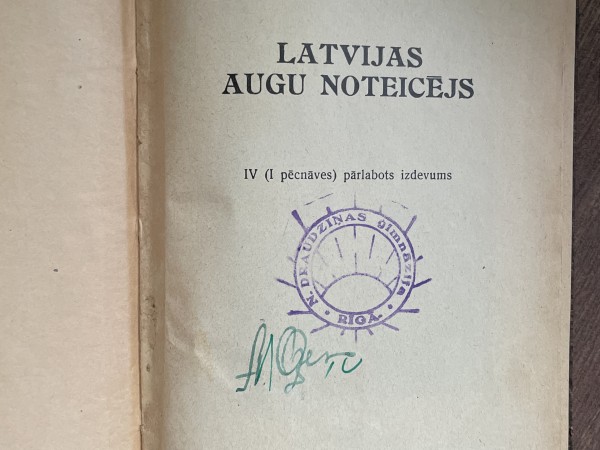 LATVIJAS
AUGU NOTEICĒJS
IV (I pēcnāves) pārlabots izdevums
N. DRAUDZIŅAS ģimnāzija
RĪGĀ